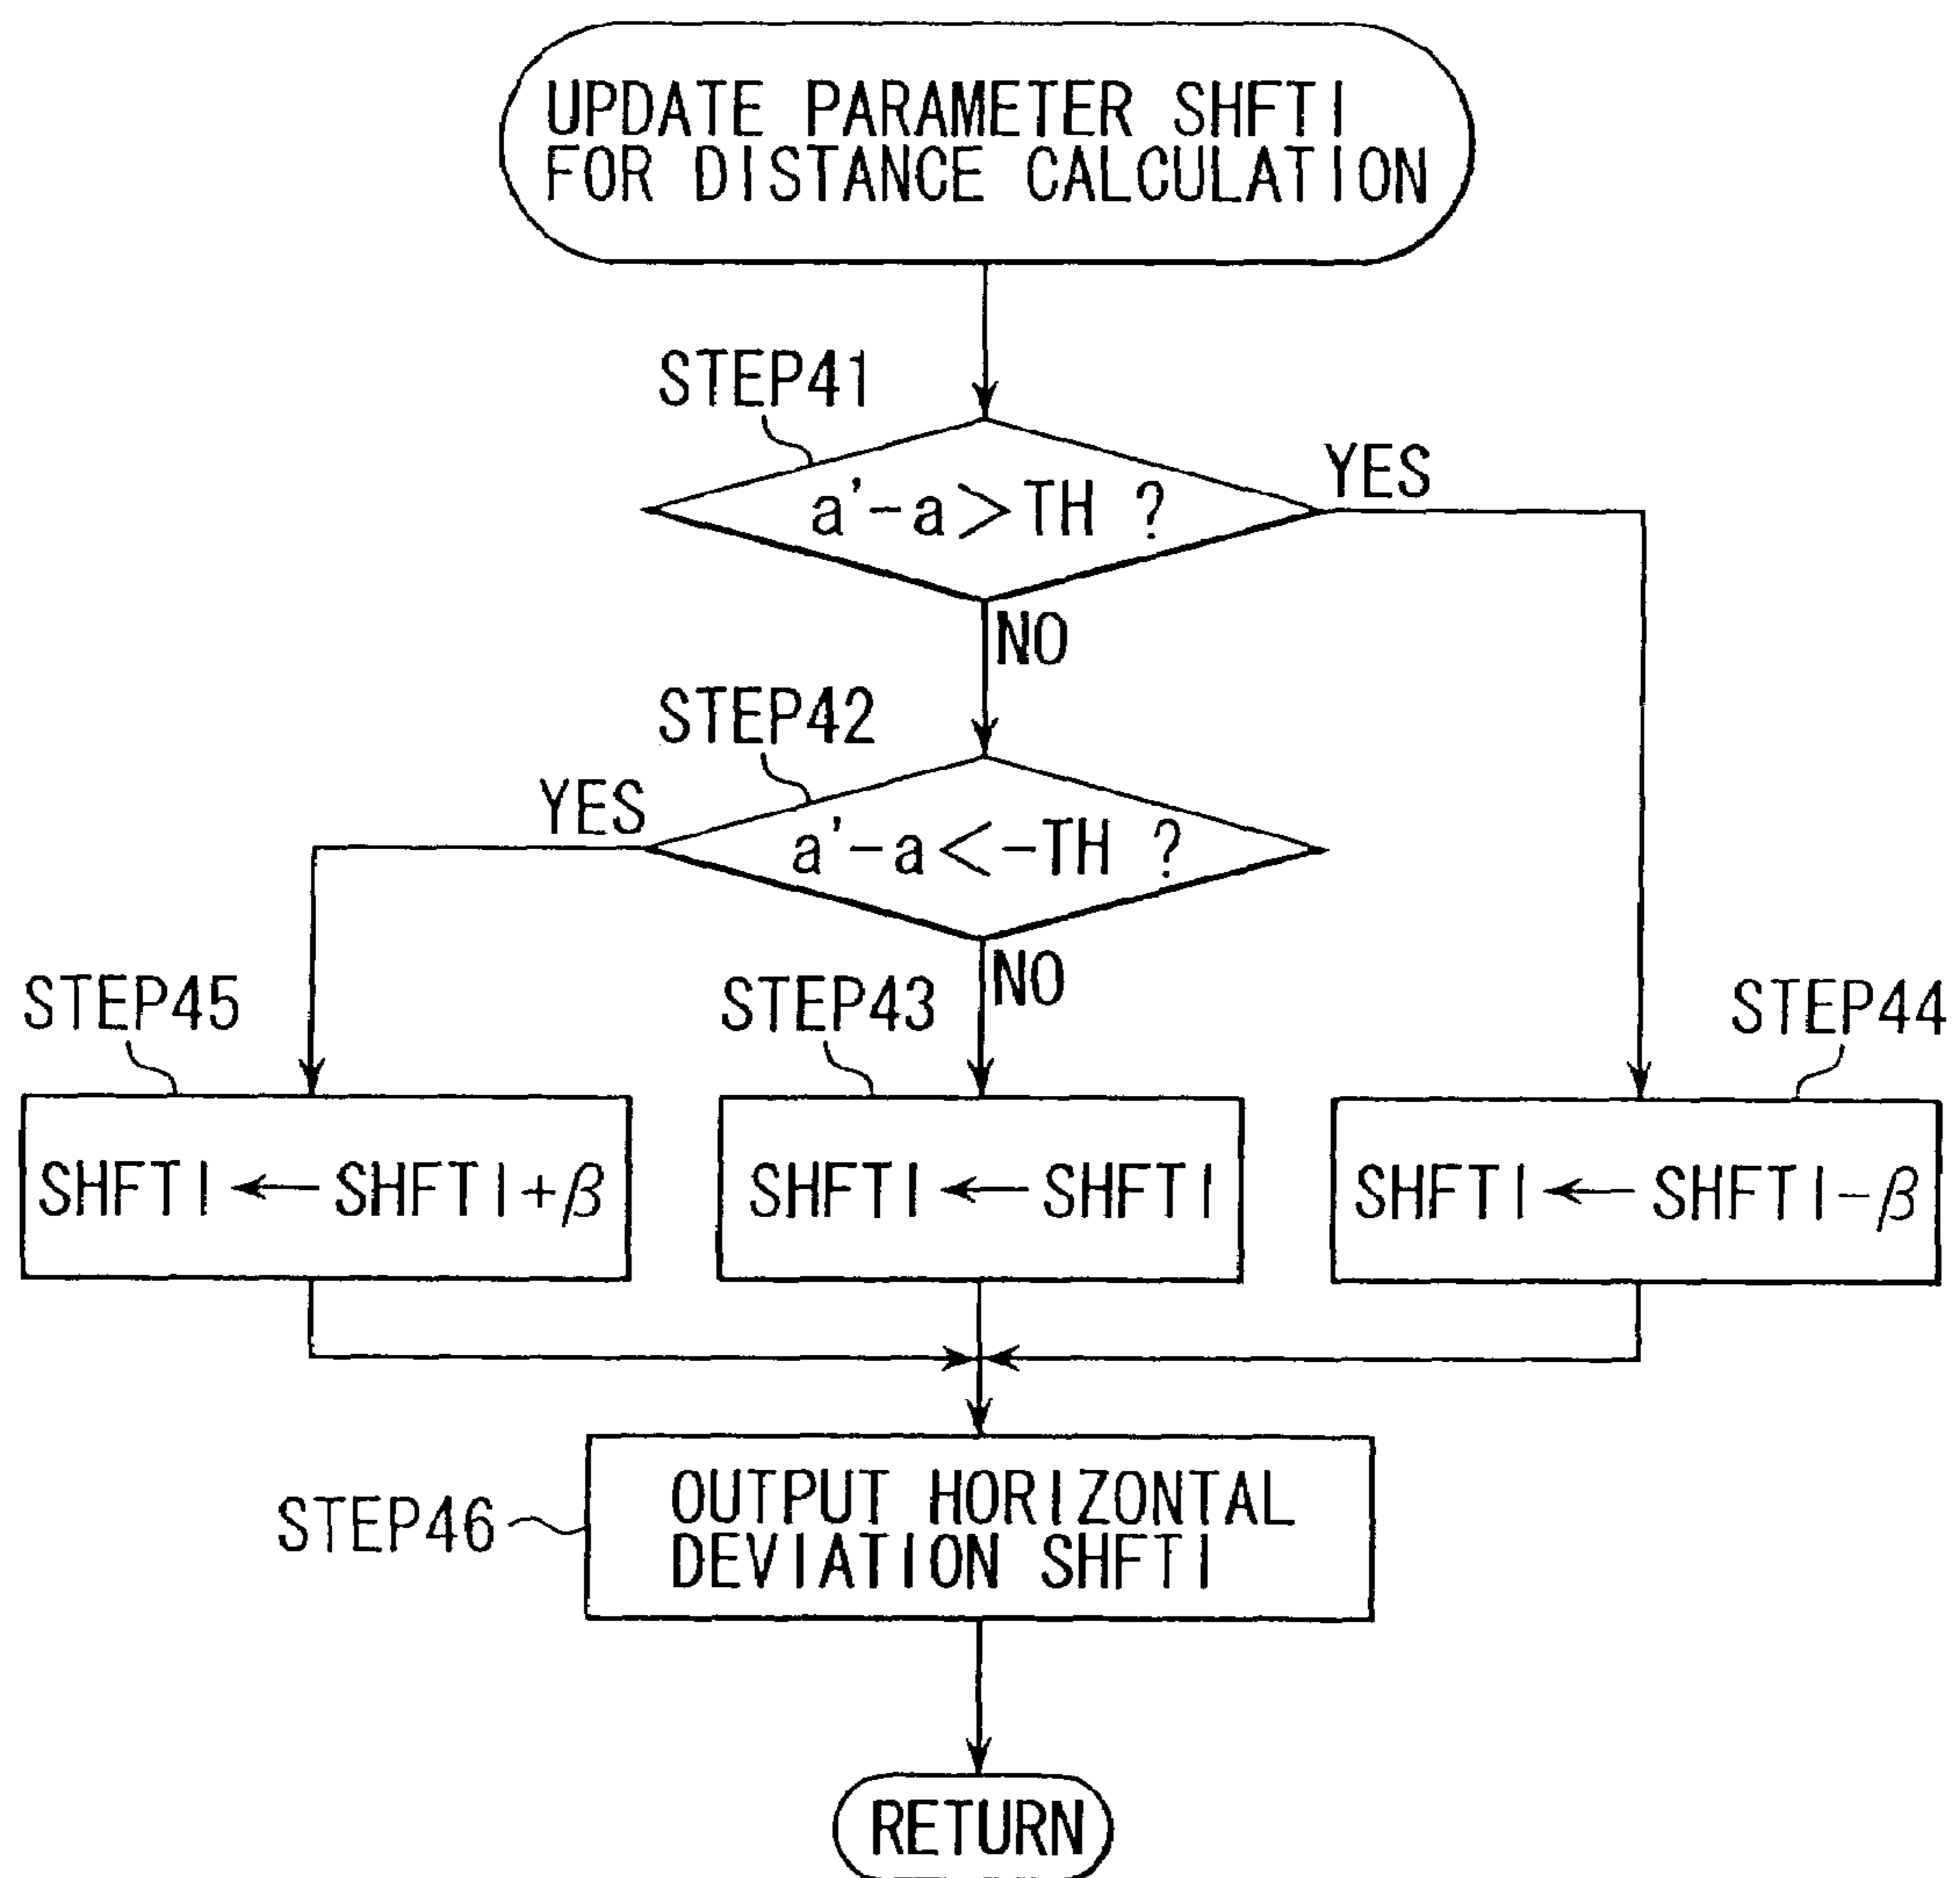 UPDATE PARAMETER SHFTI
FOR DISTANCE CALCULATION
STEP41
YES
a'-a>TH ?
NO
STEP42
YES
a'-a<-TH ?
NO
STEP45
STEP43
STEP44
SHFTI ← SHFTI+β
SHFTI ← SHFTI
SHFTI ← SHFTI-β
OUTPUT HORIZONTAL
DEVIATION SHFTI
STEP46
RETURN